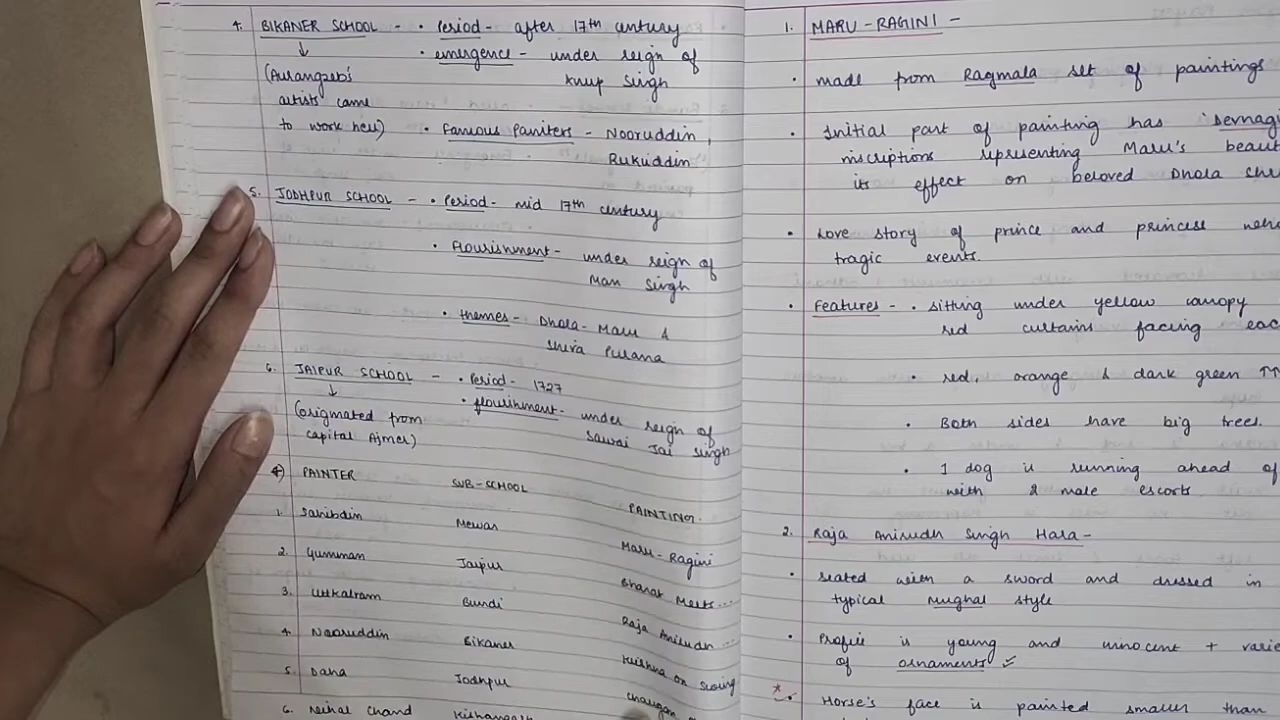 4. BIKANER SCHOOL - • Period - after 17th century
↓ • emergence - under reign of
(Aurangzeb's Knup Singh
artists came
to work here) • Famous Painters - Nooruddin,
Rukuddin
5. JODHPUR SCHOOL - • Period - mid 17th century
• Flourishment - under reign of
Man Singh
• themes - Dhola-Maru &
Shiva Purana
6. JAIPUR SCHOOL - • Period - 1727
↓ • flourishment - under reign of
(originated from Sawai Jai Singh
capital Ajmer)
④ PAINTER SUB-SCHOOL PAINTING.
1. Sahibdin Mewar Maru-Ragini
2. Gumman Jaipur Bharat Meets...
3. Utkalram Bundi Raja Anirudh...
4. Nooruddin Bikaner Krishna on Swing
5. Dana Jodhpur Chaugan
6. Neihal Chand
1. MARU-RAGINI -
• made from Ragmala set of paintings
• Initial part of painting has
inscriptions representing Maru's
its effect on beloved Dhola
• Love story of prince and princess
tragic events.
• Features - • sitting under yellow canopy
red curtains facing
• red, orange & dark green ↑↑
• Both sides have big trees.
• 1 dog is running ahead of
with 2 male escorts.
2. Raja Anirudh Singh Hara -
• seated with a sword and dressed in
typical mughal style
• Profile is young and innocent +
of ornaments
* • Horse's face is painted smaller than